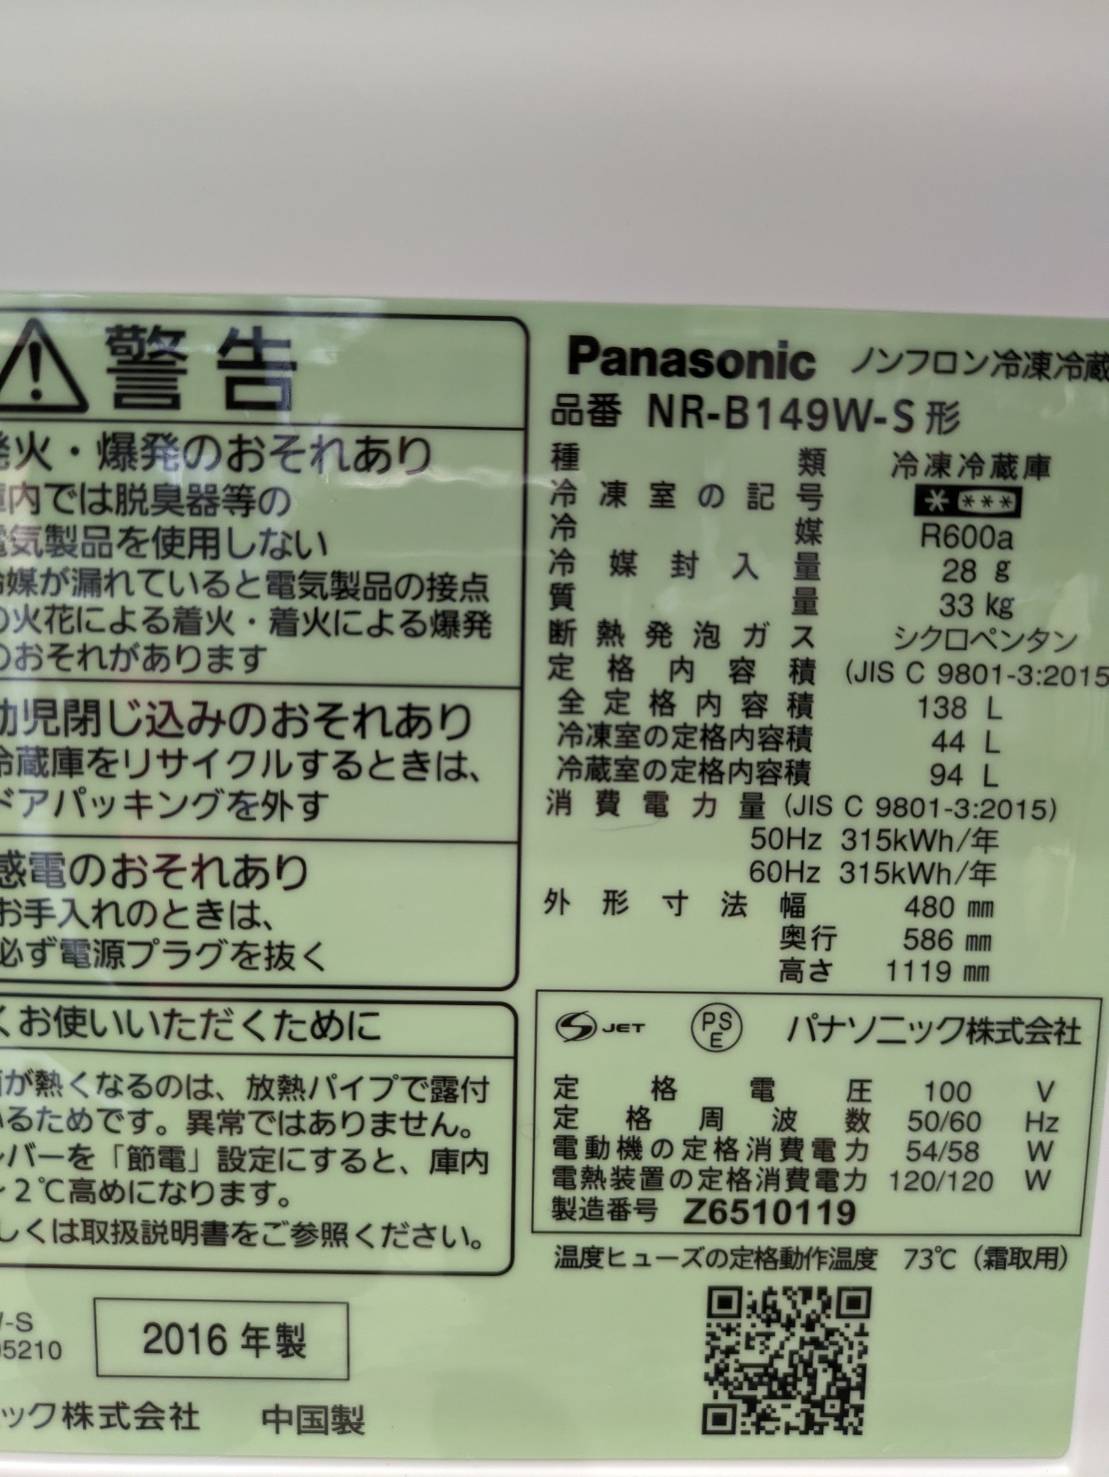 警告
発火・爆発のおそれあり
庫内では脱臭器等の
電気製品を使用しない
冷媒が漏れていると電気製品の接点
の火花による着火・着火による爆発
のおそれがあります
幼児閉じ込みのおそれあり
冷蔵庫をリサイクルするときは、
ドアパッキングを外す
感電のおそれあり
お手入れのときは、
必ず電源プラグを抜く
くお使いいただくために
が熱くなるのは、放熱パイプで露付
いるためです。異常ではありません。
バーを「節電」設定にすると、庫内
2℃高めになります。
しくは取扱説明書をご参照ください。
-S
05210
2016年製
ニック株式会社 中国製
Panasonic ノンフロン冷凍冷蔵
品番 NR-B149W-S形
種類 冷凍冷蔵庫
冷凍室の記号 * ***
冷媒 R600a
冷媒封入量 28 g
質量 33 kg
断熱発泡ガス シクロペンタン
定格内容積 (JIS C 9801-3:2015
全定格内容積 138 L
冷凍室の定格内容積 44 L
冷蔵室の定格内容積 94 L
消費電力量 (JIS C 9801-3:2015)
50Hz 315kWh/年
60Hz 315kWh/年
外形寸法 幅 480 mm
奥行 586 mm
高さ 1119 mm
S JET PSE パナソニック株式会社
定格電圧 100 V
定格周波数 50/60 Hz
電動機の定格消費電力 54/58 W
電熱装置の定格消費電力 120/120 W
製造番号 Z6510119
温度ヒューズの定格動作温度 73℃(霜取用)